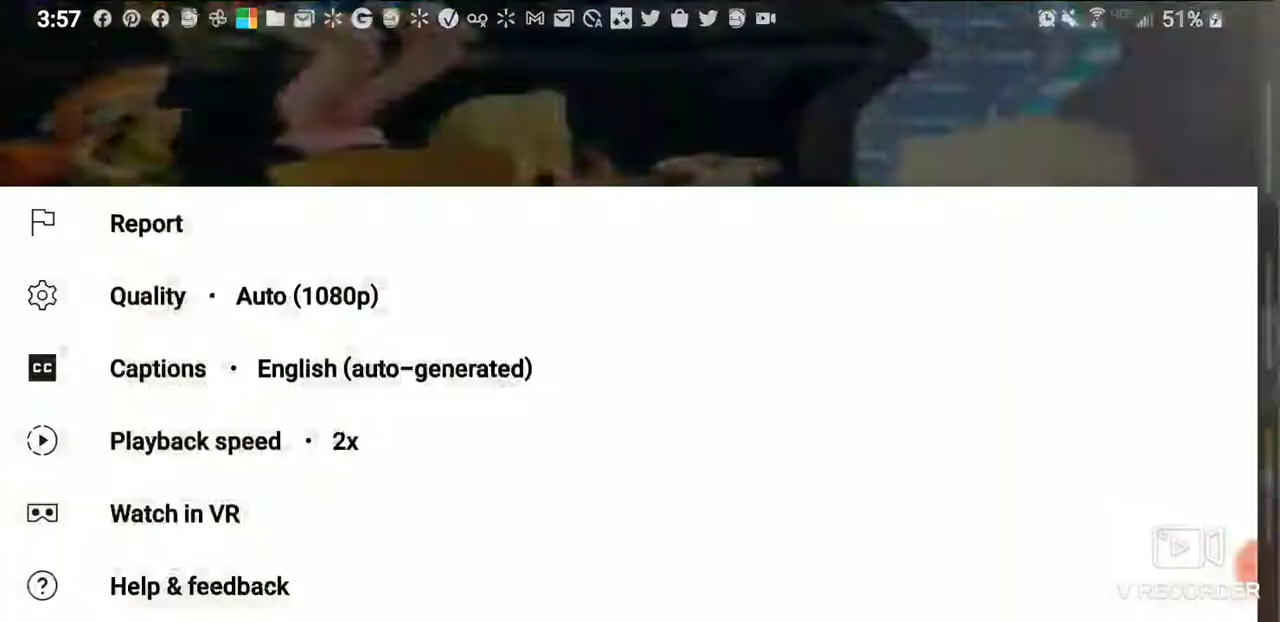 3:57 51%
Report
Quality • Auto (1080p)
CC Captions • English (auto-generated)
Playback speed • 2x
Watch in VR
? Help & feedback
V RECORDER